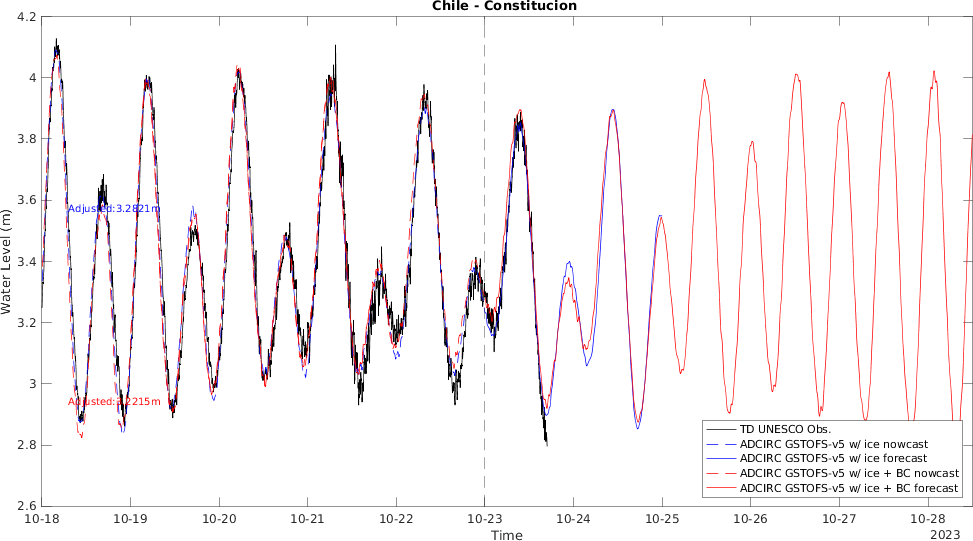 Chile - Constitucion
4.2
4
3.8
3.6
3.4
3.2
3
2.8
2.6
Water Level (m)
Adjusted:3.2821m
TD UNESCO Obs.
ADCIRC GSTOFS-v5 w/ ice nowcast
ADCIRC GSTOFS-v5 w/ ice forecast
ADCIRC GSTOFS-v5 w/ ice + BC nowcast
ADCIRC GSTOFS-v5 w/ ice + BC forecast
10-18 10-19 10-20 10-21 10-22 10-23 10-24 10-25 10-26 10-27 10-28
2023
Time